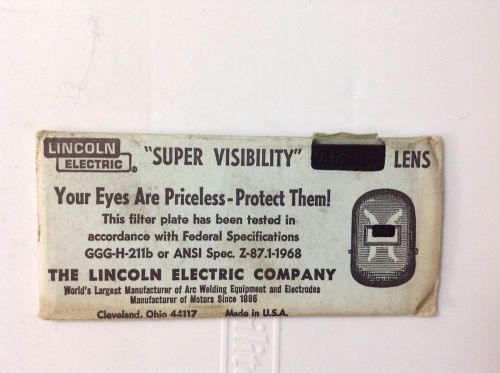 LINCOLN
ELECTRIC ®
"SUPER VISIBILITY" LENS
Your Eyes Are Priceless - Protect Them!
This filter plate has been tested in
accordance with Federal Specifications
GGG-H-211b or ANSI Spec. Z-87.1-1968
THE LINCOLN ELECTRIC COMPANY
World's Largest Manufacturer of Arc Welding Equipment and Electrodes
Manufacturer of Motors Since 1895
Cleveland, Ohio 44117 Made in U.S.A.